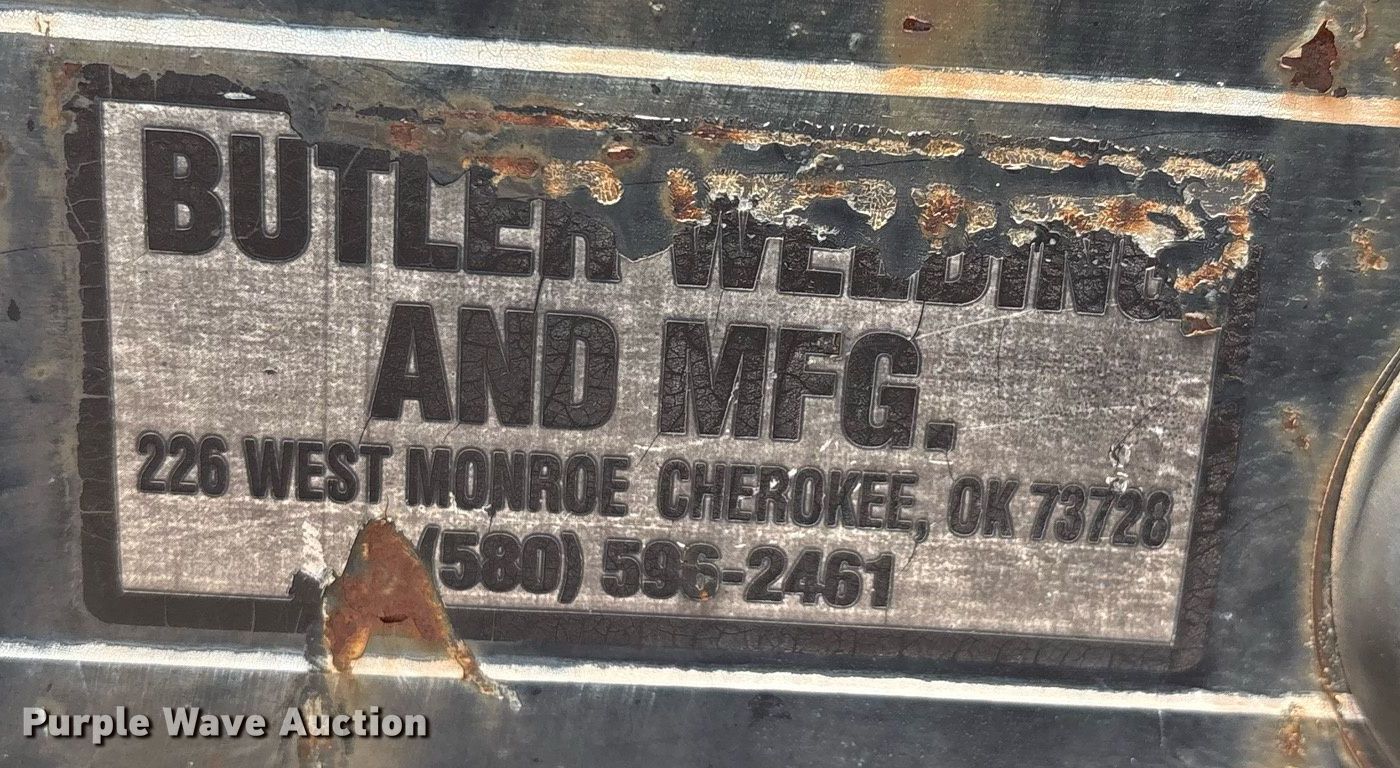 BUTLER WELDING
AND MFG.
226 WEST MONROE CHEROKEE, OK 73728
(580) 596-2461
Purple Wave Auction